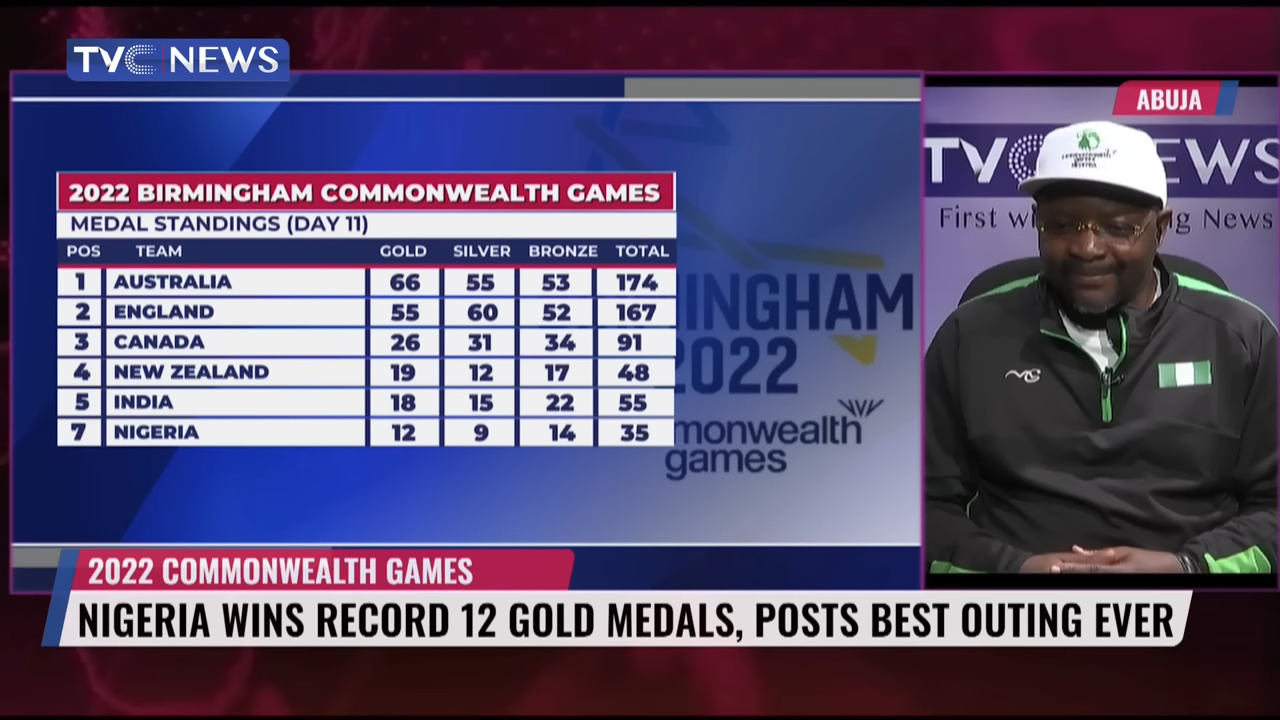 TVC NEWS
2022 BIRMINGHAM COMMONWEALTH GAMES
MEDAL STANDINGS (DAY 11)
POS TEAM GOLD SILVER BRONZE TOTAL
1 AUSTRALIA 66 55 53 174
2 ENGLAND 55 60 52 167
3 CANADA 26 31 34 91
4 NEW ZEALAND 19 12 17 48
5 INDIA 18 15 22 55
7 NIGERIA 12 9 14 35
INGHAM
2022
monwealth
games
ABUJA
TVC EWS
First wi g News
2022 COMMONWEALTH GAMES
NIGERIA WINS RECORD 12 GOLD MEDALS, POSTS BEST OUTING EVER